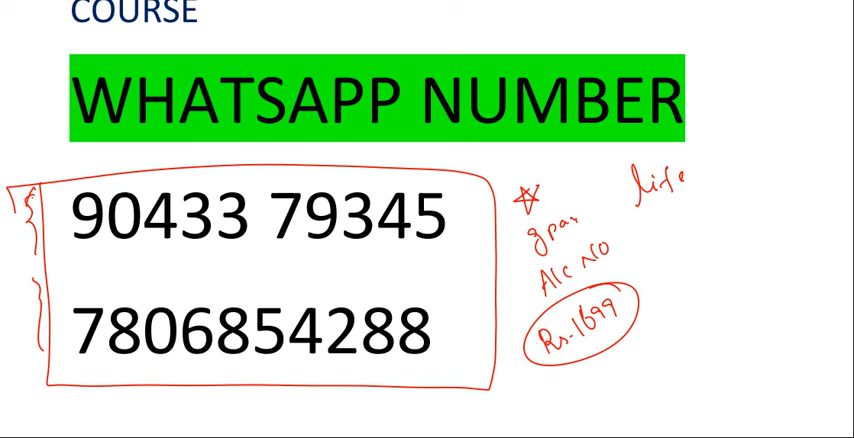 COURSE
WHATSAPP NUMBER
90433 79345
7806854288
life
gpay
A/c NO
Rs.1699